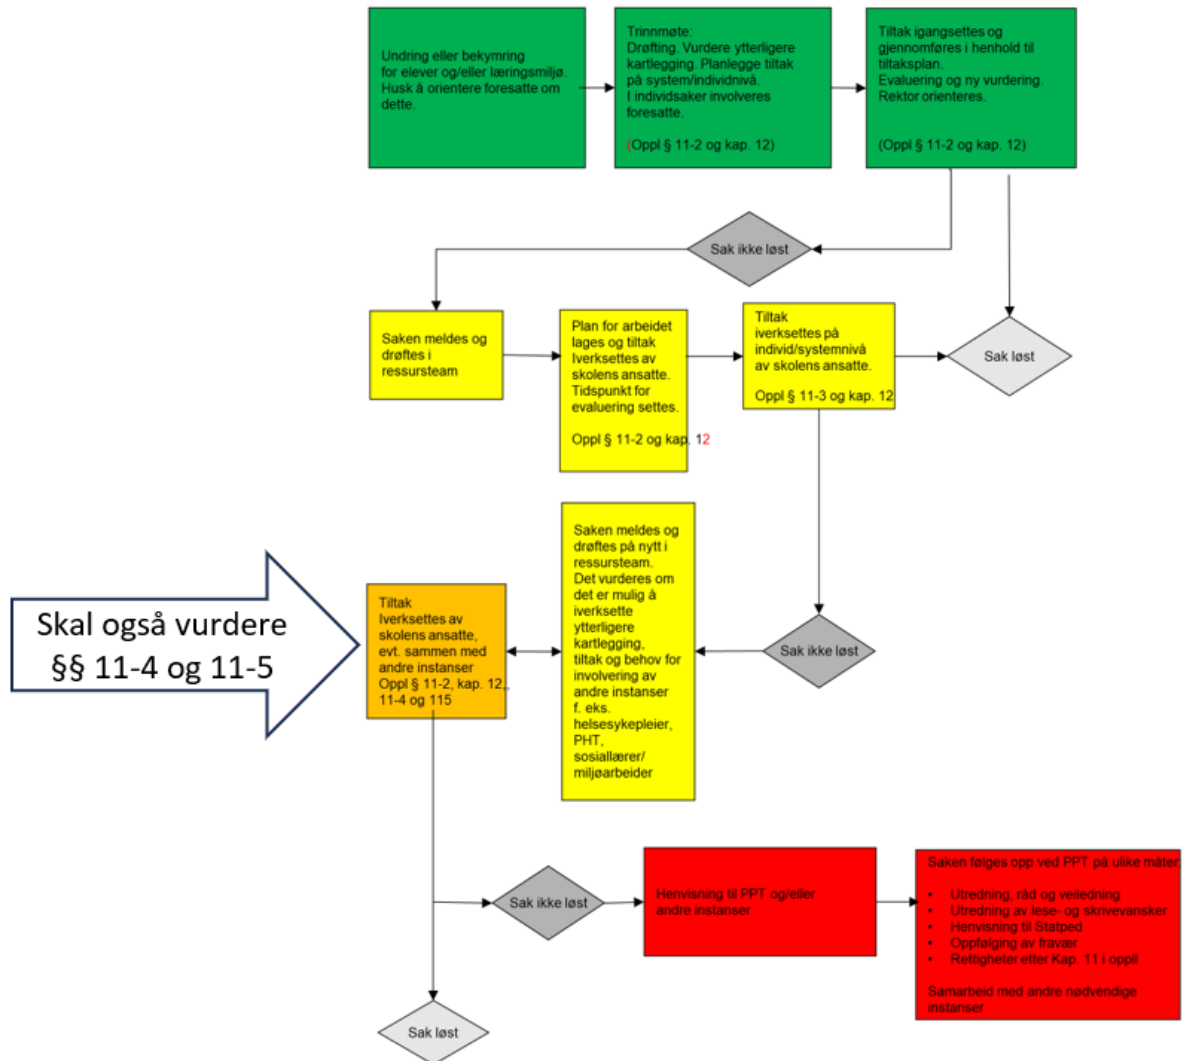 Undring eller bekymring
for elever og/eller læringsmiljø.
Husk å orientere foresatte om
dette.
Trinnmøte:
Drøfting. Vurdere ytterligere
kartlegging. Planlegge tiltak
på system/individnivå.
I individsaker involveres
foresatte.
(Oppl § 11-2 og kap. 12)
Tiltak igangsettes og
gjennomføres i henhold til
tiltaksplan.
Evaluering og ny vurdering.
Rektor orienteres.
(Oppl § 11-2 og kap. 12)
Sak ikke løst
Saken meldes og
drøftes i
ressursteam
Plan for arbeidet
lages og tiltak
Iverksettes av
skolens ansatte.
Tidspunkt for
evaluering settes.
Oppl § 11-2 og kap. 12
Tiltak
iverksettes på
individ/systemnivå
av skolens ansatte.
Oppl § 11-3 og kap. 12
Sak løst
Skal også vurdere
§§ 11-4 og 11-5
Tiltak
Iverksettes av
skolens ansatte,
evt. sammen med
andre instanser
Oppl § 11-2, kap. 12,,
11-4 og 115
Saken meldes og
drøftes på nytt i
ressursteam.
Det vurderes om
det er mulig å
iverksette
ytterligere
kartlegging,
tiltak og behov for
involvering av
andre instanser
f. eks.
helsesykepleier,
PHT,
sosiallærer/
miljøarbeider
Sak ikke løst
Sak ikke løst
Henvisning til PPT og/eller
andre instanser
Saken følges opp ved PPT på ulike måter
• Utredning, råd og veiledning
• Utredning av lese- og skrivevansker
• Henvisning til Statped
• Oppfølging av fravær
• Rettigheter etter Kap. 11 i oppll
Samarbeid med andre nødvendige
instanser
Sak løst